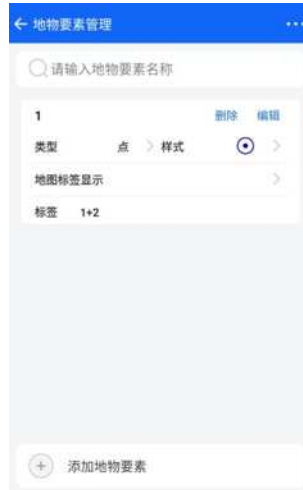 地物要素管理
请输入地物要素名称
1 删除 编辑
类型 点 样式
地图标签显示
标签 1+2
添加地物要素